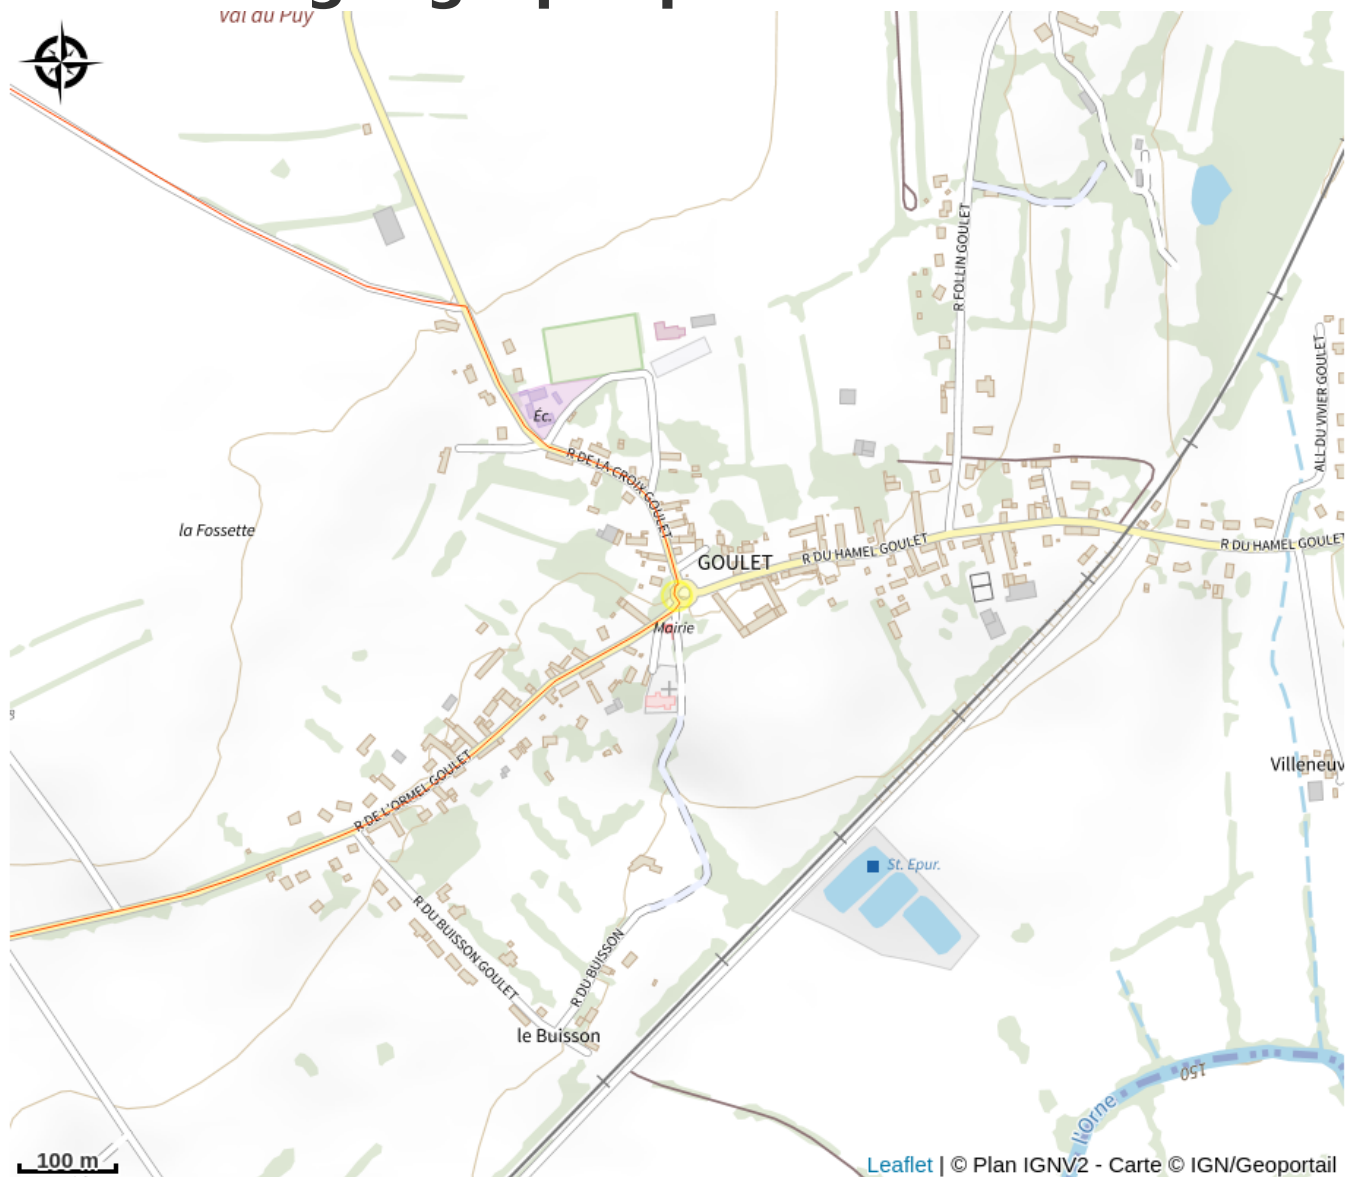 Val du Puy
R FOLLIN GOULET
ALL DU VIVIER GOULET
Éc.
R DE LA CROIX GOULET
la Fossette
GOULET
R DU HAMEL GOULET
R DU HAMEL GOULET
Mairie
R DE L'ORMEL GOULET
Villeneuv
St. Epur.
R DU BUISSON GOULET
R DU BUISSON
le Buisson
150
l'Orne
100 m
Leaflet | © Plan IGNV2 - Carte © IGN/Geoportail